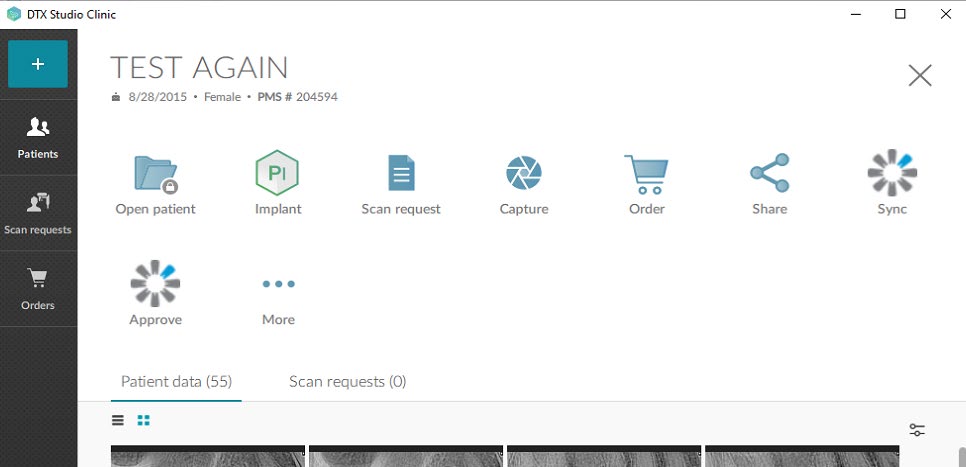 DTX Studio Clinic
+
TEST AGAIN
8/28/2015 • Female • PMS # 204594
Patients
Open patient
PI
Implant
Scan request
Capture
Order
Share
Sync
Scan requests
Orders
Approve
More
Patient data (55)
Scan requests (0)